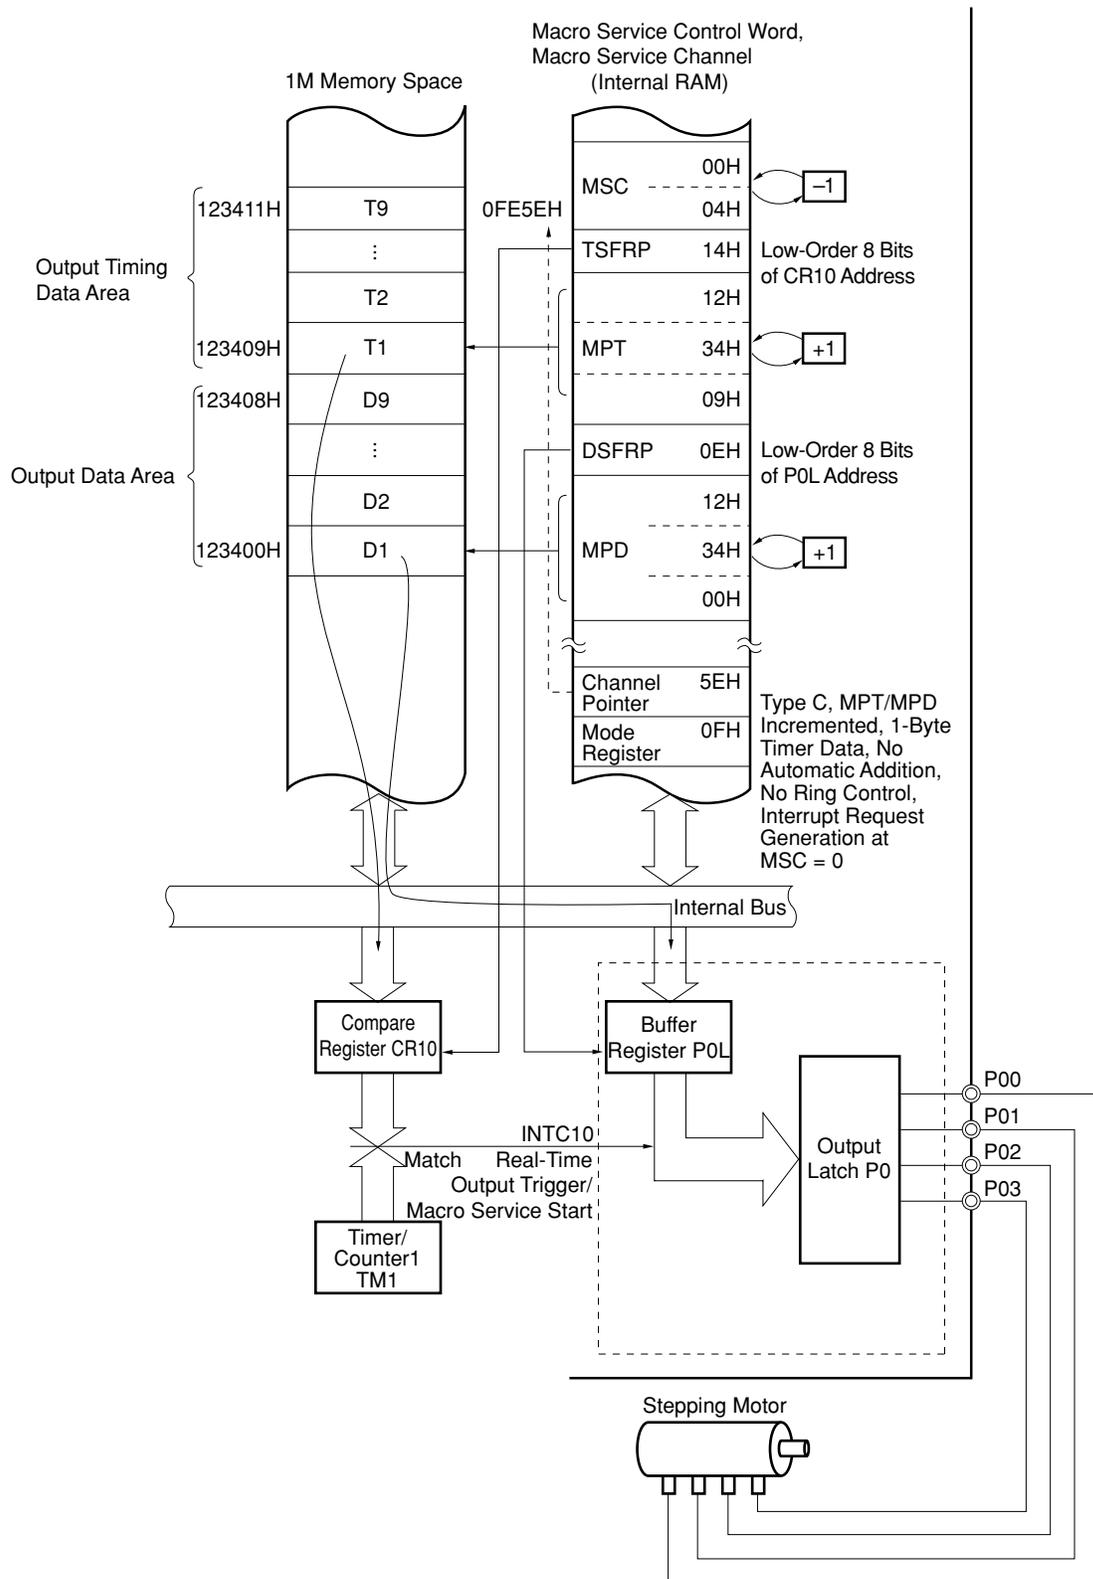 Macro Service Control Word,
Macro Service Channel
(Internal RAM)
1M Memory Space
MSC
00H
04H
–1
123411H
T9
0FE5EH
TSFRP
14H
Low-Order 8 Bits
of CR10 Address
Output Timing
Data Area
⋮
T2
12H
123409H
T1
MPT
34H
+1
123408H
D9
09H
Output Data Area
⋮
DSFRP
0EH
Low-Order 8 Bits
of P0L Address
D2
12H
123400H
D1
MPD
34H
+1
00H
Channel
Pointer
5EH
Mode
Register
0FH
Type C, MPT/MPD
Incremented, 1-Byte
Timer Data, No
Automatic Addition,
No Ring Control,
Interrupt Request
Generation at
MSC = 0
Internal Bus
Compare
Register CR10
Buffer
Register P0L
INTC10
Match
Real-Time
Output Trigger/
Macro Service Start
Output
Latch P0
P00
P01
P02
P03
Timer/
Counter1
TM1
Stepping Motor